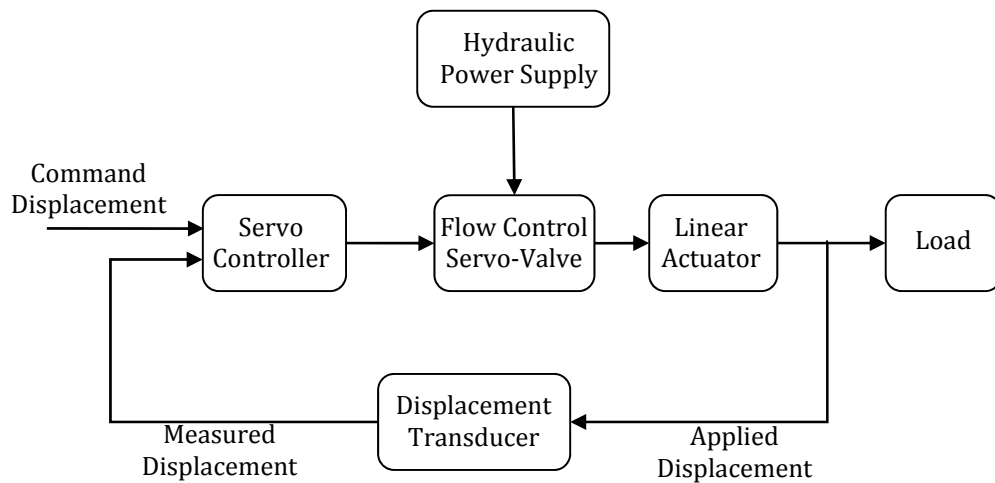 Hydraulic
Power Supply
Command
Displacement
Servo
Controller
Flow Control
Servo-Valve
Linear
Actuator
Load
Displacement
Transducer
Measured
Displacement
Applied
Displacement